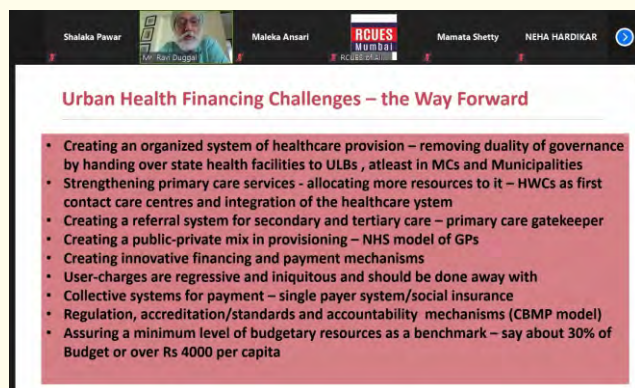 Shalaka Pawar
Mr. Ravi Duggal
Maleka Ansari
RCUES
Mumbai
RCUES Bhai
Mamata Shetty
NEHA HARDIKAR
Urban Health Financing Challenges – the Way Forward
• Creating an organized system of healthcare provision – removing duality of governance
by handing over state health facilities to ULBs , atleast in MCs and Municipalities
• Strengthening primary care services - allocating more resources to it – HWCs as first
contact care centres and integration of the healthcare ystem
• Creating a referral system for secondary and tertiary care – primary care gatekeeper
• Creating a public-private mix in provisioning – NHS model of GPs
• Creating innovative financing and payment mechanisms
• User-charges are regressive and iniquitous and should be done away with
• Collective systems for payment – single payer system/social insurance
• Regulation, accreditation/standards and accountability mechanisms (CBMP model)
• Assuring a minimum level of budgetary resources as a benchmark – say about 30% of
Budget or over Rs 4000 per capita